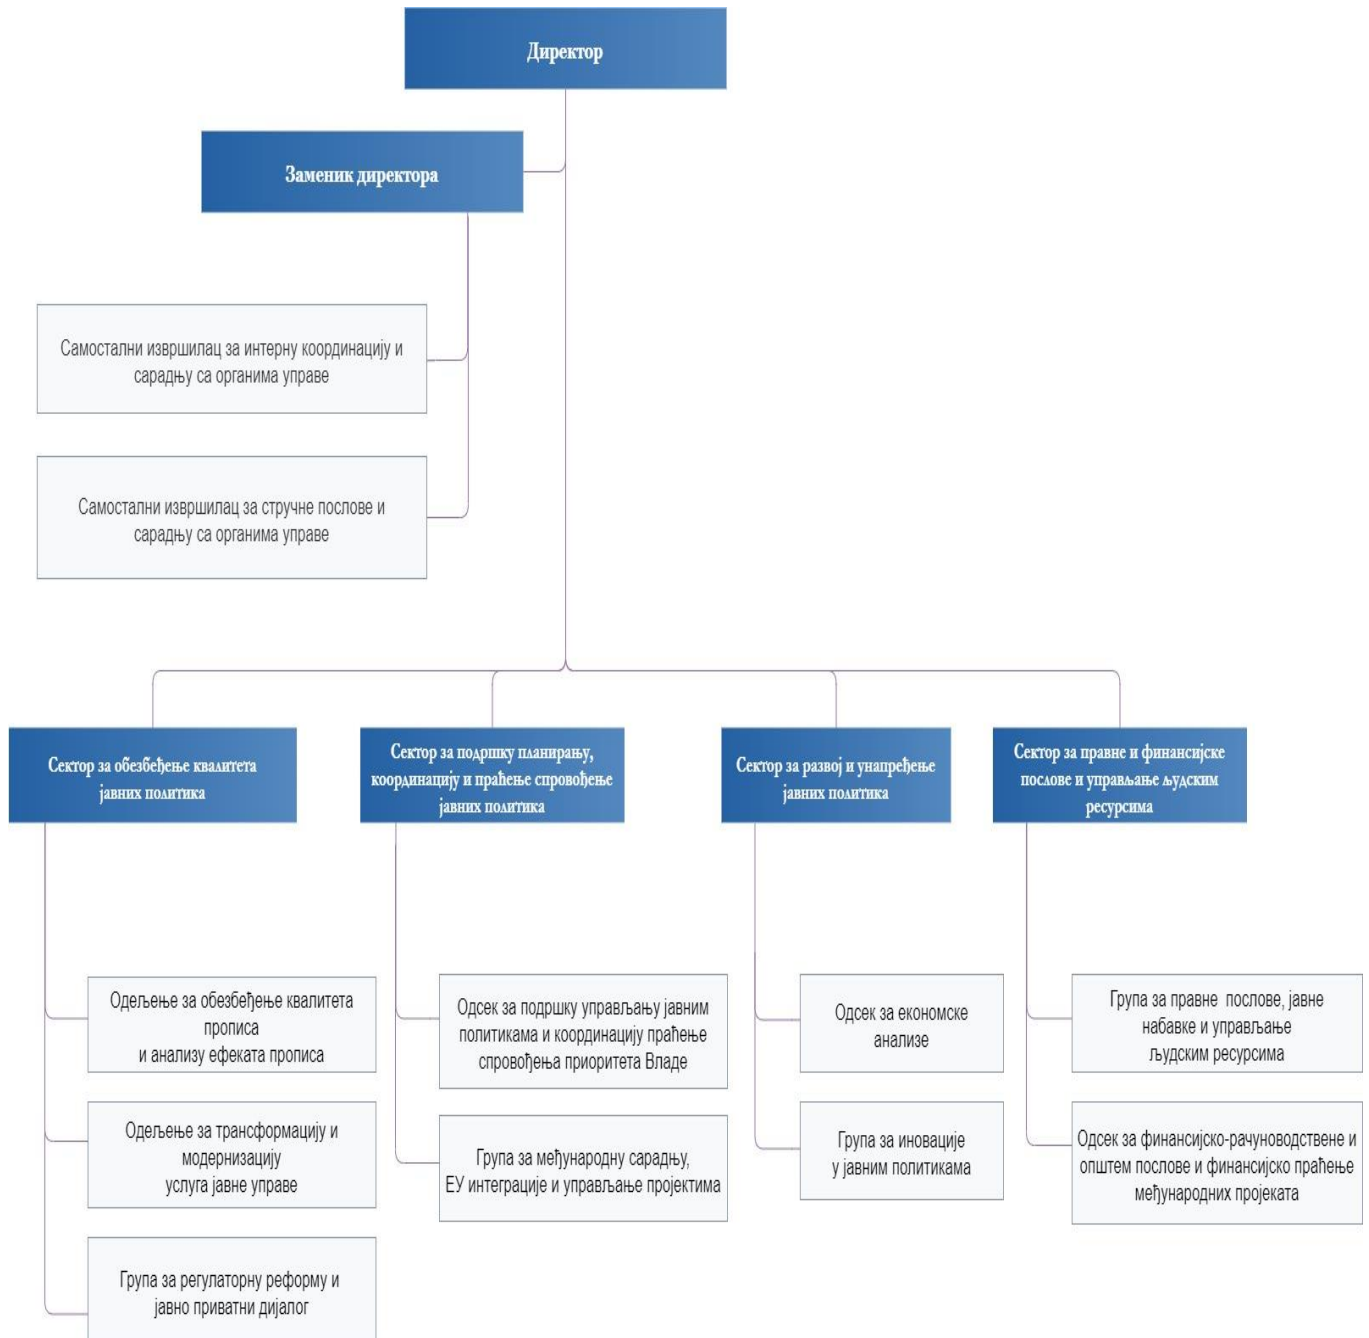 Директор
Заменик директора
Самостални извршилац за интерну координацију и
сарадњу са органима управе
Самостални извршилац за стручне послове и
сарадњу са органима управе
Сектор за обезбеђење квалитета
јавних политика
Сектор за подршку планирању,
координацију и праћење спровођење
јавних политика
Сектор за развој и унапређење
јавних политика
Сектор за правне и финансијске
послове и управљање људским
ресурсима
Одељење за обезбеђење квалитета
прописа
и анализу ефеката прописа
Одсек за подршку управљању јавним
политикама и координацију праћење
спровођења приоритета Владе
Одсек за економске
анализе
Група за правне послове, јавне
набавке и управљање
људским ресурсима
Одељење за трансформацију и
модернизацију
услуга јавне управе
Група за међународну сарадњу,
ЕУ интеграције и управљање пројектима
Група за иновације
у јавним политикама
Одсек за финансијско-рачуноводствене и
општем послове и финансијско праћење
међународних пројеката
Група за регулаторну реформу и
јавно приватни дијалог